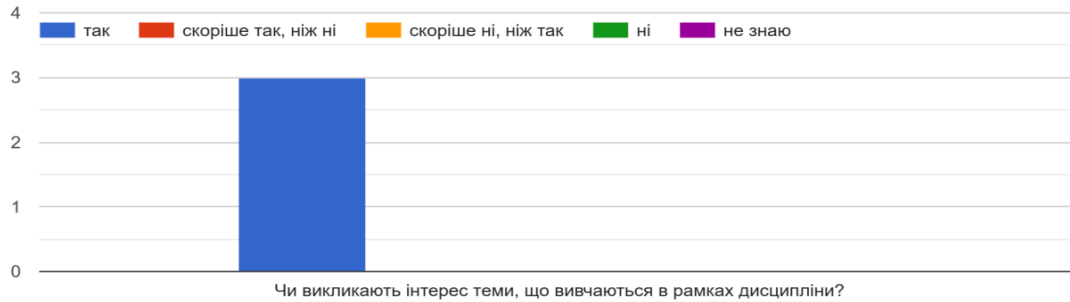 4
так скоріше так, ніж ні скоріше ні, ніж так ні не знаю
3
2
1
0
Чи викликають інтерес теми, що вивчаються в рамках дисципліни?